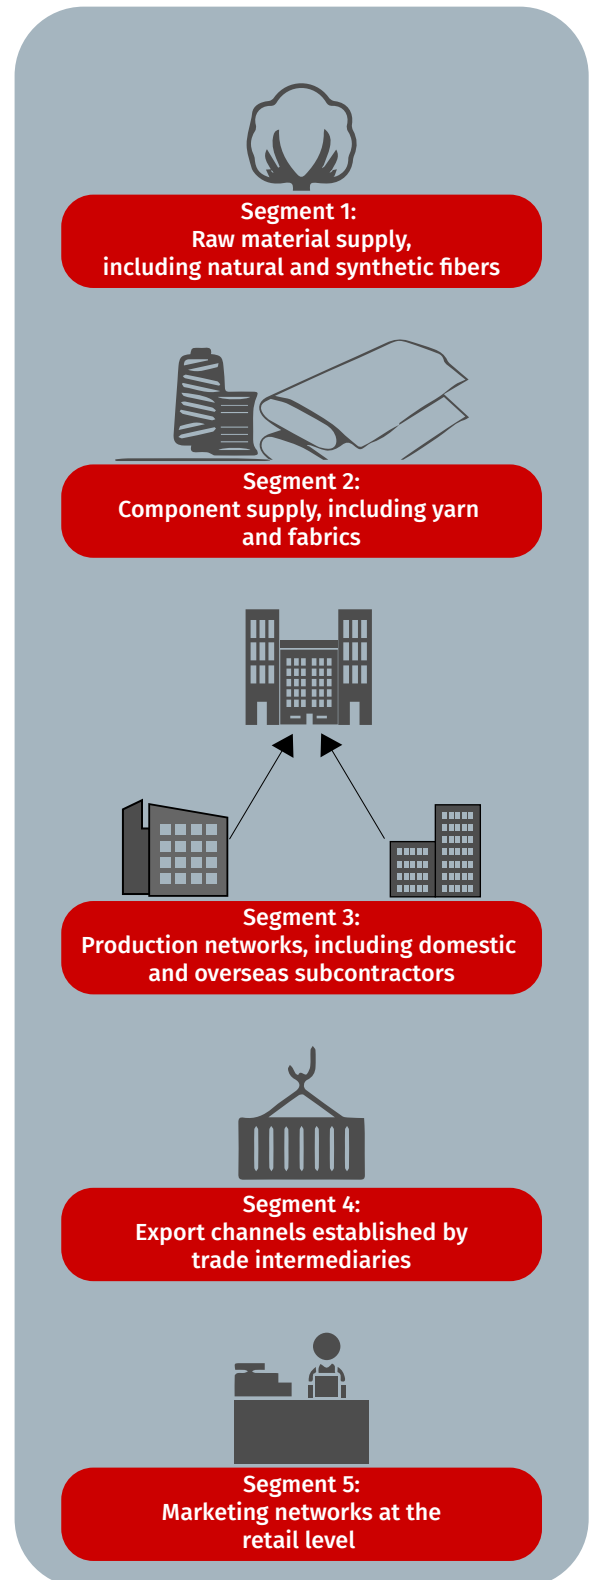 Segment 1:
Raw material supply,
including natural and synthetic fibers
Segment 2:
Component supply, including yarn
and fabrics
Segment 3:
Production networks, including domestic
and overseas subcontractors
Segment 4:
Export channels established by
trade intermediaries
Segment 5:
Marketing networks at the
retail level